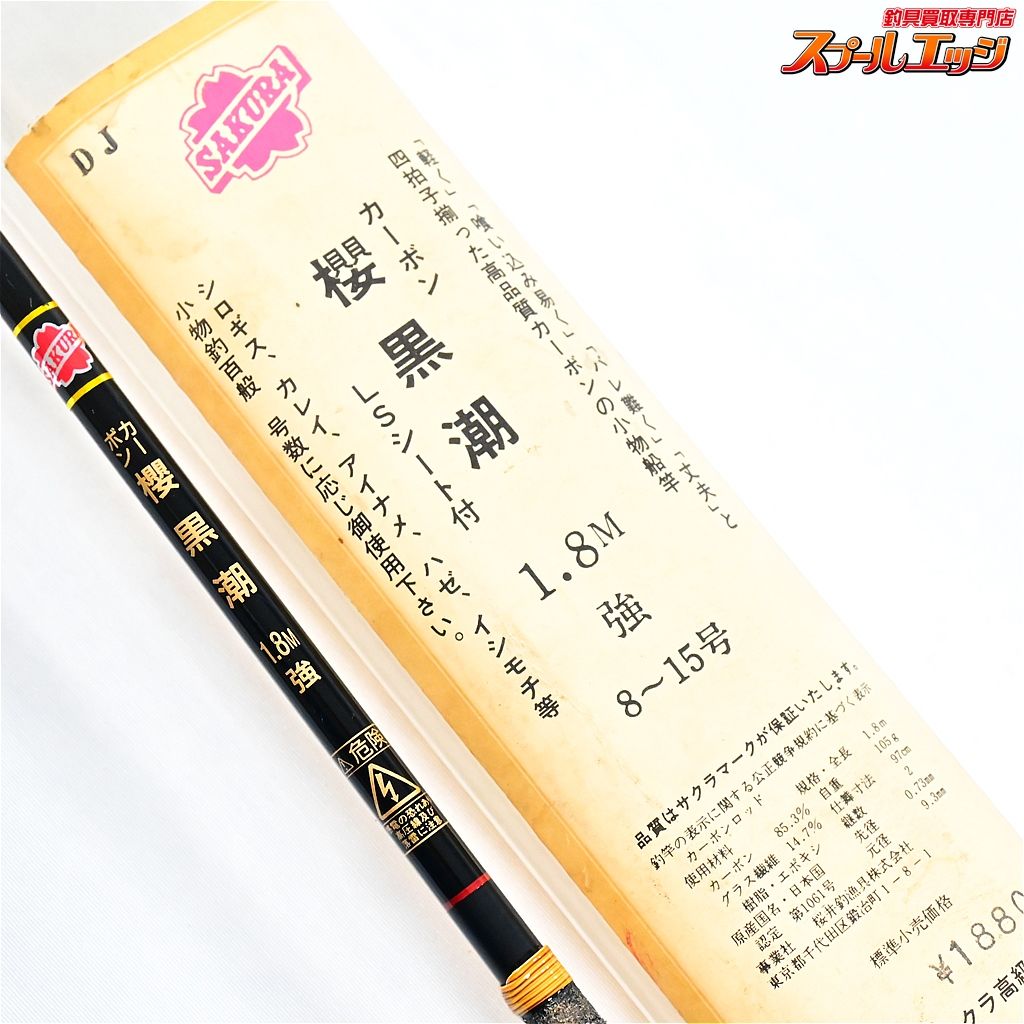 釣具買取専門店
スプールエッジ
DJ
SAKURA
「軽く」「喰い込み易く」「バレ難く」「丈夫」と
四拍子揃った高品質カーボンの小物船竿
カーボン
櫻黒潮
LSシート付
1.8M
強
8〜15号
シロギス、カレイ、アイナメ、ハゼ、イシモチ等
小物釣百般 号数に応じ御使用下さい。
品質はサクラマークが保証いたします。
釣竿の表示に関する公正競争規約に基づく表示
カーボンロッド
使用材料
カーボン 85.3%
グラス繊維 14.7%
樹脂・エポキシ
原産国名・日本国
認定 第1061号
規格・全長 1.8m
自重 105g
仕舞寸法 97cm
継数 2
先径 0.73mm
元径 9.3mm
事業社 桜井釣漁具株式会社
東京都千代田区鍛冶町1-8-1
標準小売価格
¥1880
クラ高級
SAKURA
カーボン
櫻黒潮
1.8M
強
危険